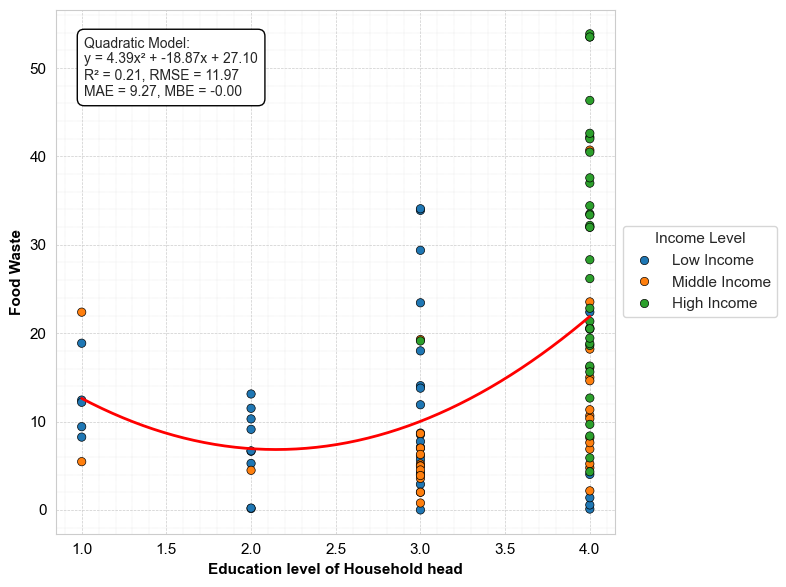 Quadratic Model:
y = 4.39x² + -18.87x + 27.10
R² = 0.21, RMSE = 11.97
MAE = 9.27, MBE = -0.00
50
40
30
20
10
0
Food Waste
1.0 1.5 2.0 2.5 3.0 3.5 4.0
Education level of Household head
Income Level
Low Income
Middle Income
High Income